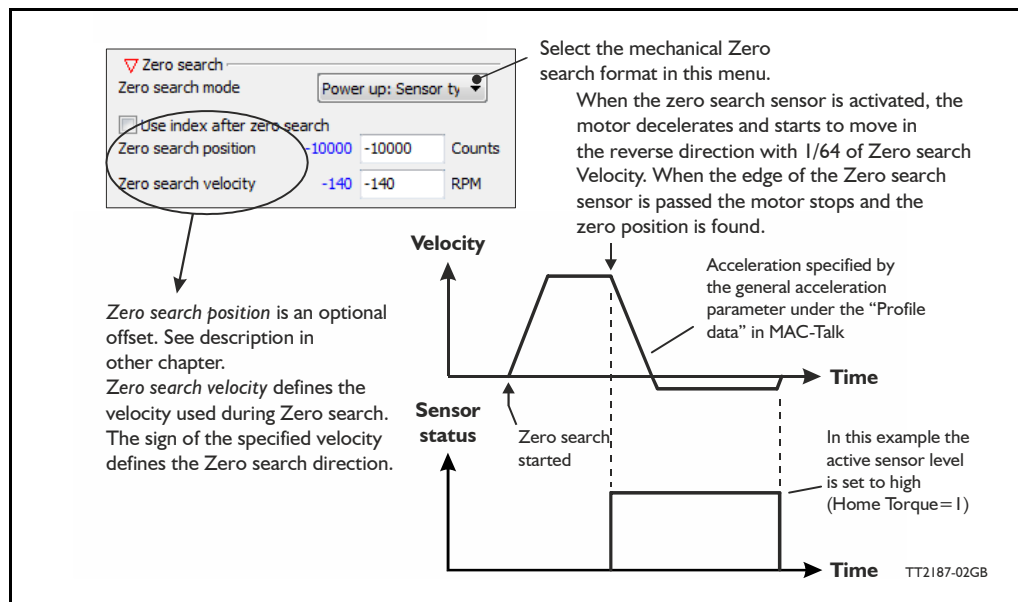 Zero search
Zero search mode
Power up: Sensor ty
Use index after zero search
Zero search position -10000 -10000 Counts
Zero search velocity -140 -140 RPM
Select the mechanical Zero
search format in this menu.
When the zero search sensor is activated, the
motor decelerates and starts to move in
the reverse direction with 1/64 of Zero search
Velocity. When the edge of the Zero search
sensor is passed the motor stops and the
zero position is found.
Zero search position is an optional
offset. See description in
other chapter.
Zero search velocity defines the
velocity used during Zero search.
The sign of the specified velocity
defines the Zero search direction.
Velocity
Acceleration specified by
the general acceleration
parameter under the “Profile
data” in MAC-Talk
Time
Zero search
started
Sensor
status
In this example the
active sensor level
is set to high
(Home Torque=1)
Time
TT2187-02GB